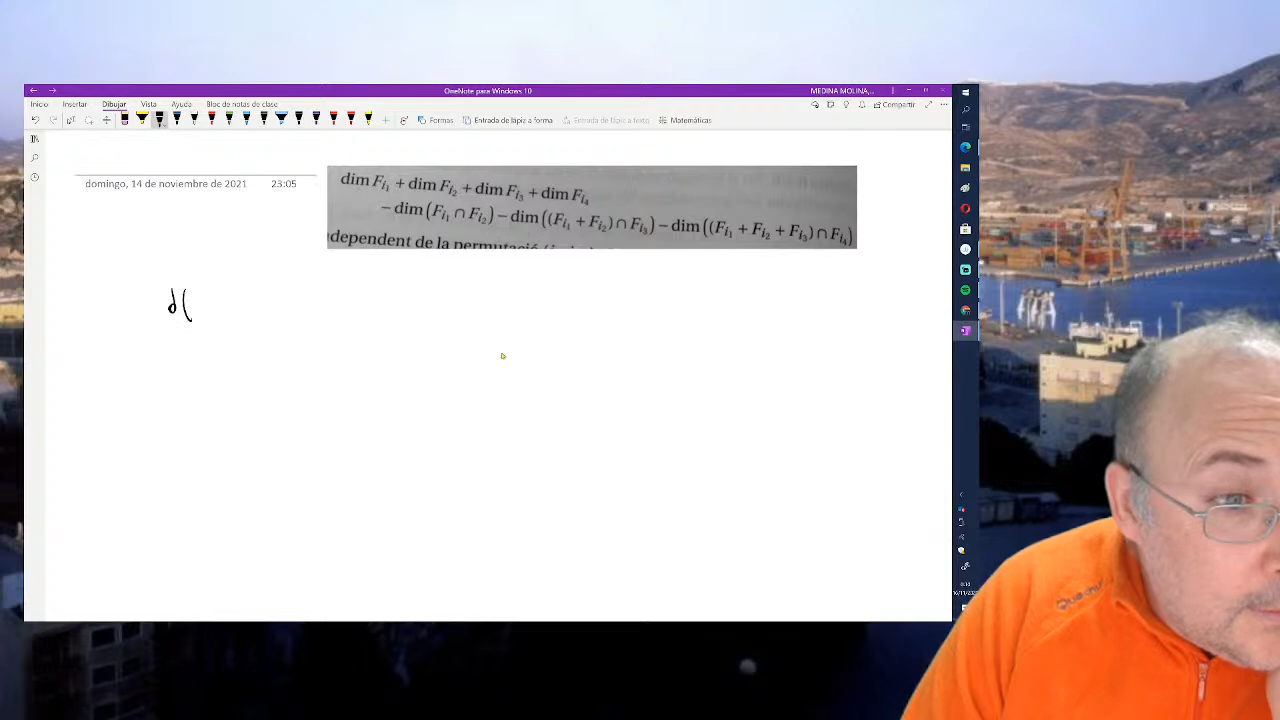 OneNote para Windows 10
MEDINA MOLINA,...
Inicio Insertar Dibujar Vista Ayuda Bloc de notas de clase
Compartir
Formas Entrada de lápiz a forma Entrada de lápiz a texto Matemáticas
domingo, 14 de noviembre de 2021 23:05
dim F_{i_1} + dim F_{i_2} + dim F_{i_3} + dim F_{i_4}
− dim (F_{i_1} ∩ F_{i_2}) − dim ((F_{i_1} + F_{i_2}) ∩ F_{i_3}) − dim ((F_{i_1} + F_{i_2} + F_{i_3}) ∩ F_{i_4})
dependent de la permutació
d(
Quechua